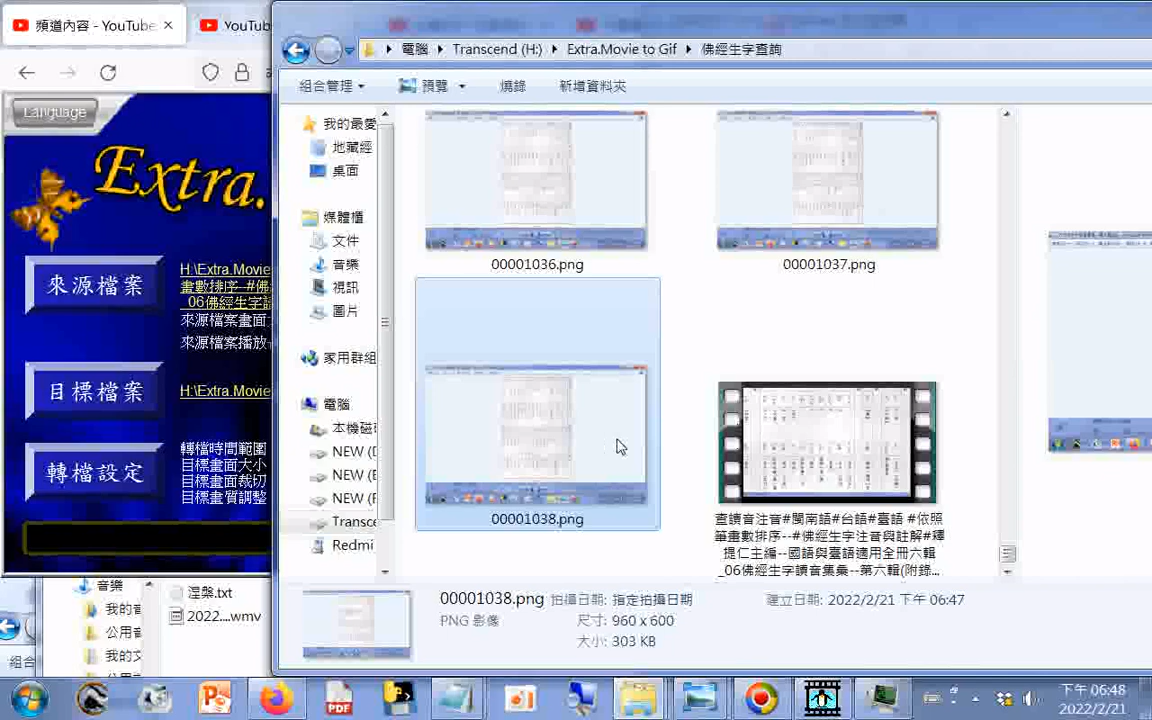 頻道內容 - YouTube
YouTub
Language
Extra.
來源檔案
H:\Extra.Movie
畫數排序--#佛
_06佛經生字讀
來源檔案畫面
來源檔案播放
目標檔案
H:\Extra.Movie
轉檔設定
轉檔時間範圍
目標畫面大小
目標畫面裁切
目標畫質調整
音樂
我的音
公用音
我的文
涅槃.txt
2022....wmv
組合
電腦 Transcend (H:) Extra.Movie to Gif 佛經生字查詢
組合管理 預覽 燒錄 新增資料夾
我的最愛
地藏經
桌面
媒體櫃
文件
音樂
視訊
圖片
家用群組
電腦
本機磁
NEW (
NEW (E
NEW (F
Transce
Redmi
00001036.png
00001037.png
00001038.png
查讀音注音#閩南語#台語#臺語 #依照
筆畫數排序--#佛經生字注音與註解#釋
提仁主編--國語與臺語適用全冊六輯
_06佛經生字讀音集彙--第六輯(附錄...
00001038.png 拍攝日期: 指定拍攝日期 建立日期: 2022/2/21 下午 06:47
PNG 影像 尺寸: 960 x 600
大小: 303 KB
PDF
下午 06:48
2022/2/21